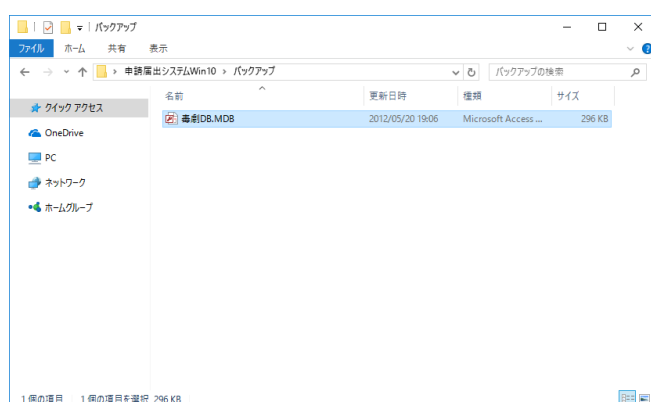 バックアップ
ファイル ホーム 共有 表示
申請届出システムWin10 › バックアップ バックアップの検索
名前 更新日時 種類 サイズ
クイック アクセス
毒劇DB.MDB 2012/05/20 19:06 Microsoft Access ... 296 KB
OneDrive
PC
ネットワーク
ホームグループ
1 個の項目 1 個の項目を選択 296 KB